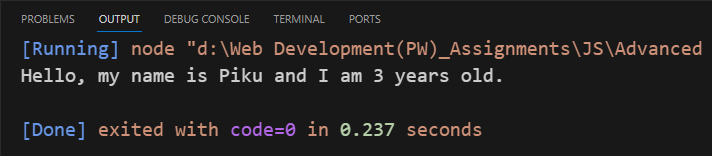 PROBLEMS OUTPUT DEBUG CONSOLE TERMINAL PORTS
[Running] node "d:\Web Development(PW)_Assignments\JS\Advanced
Hello, my name is Piku and I am 3 years old.
[Done] exited with code=0 in 0.237 seconds